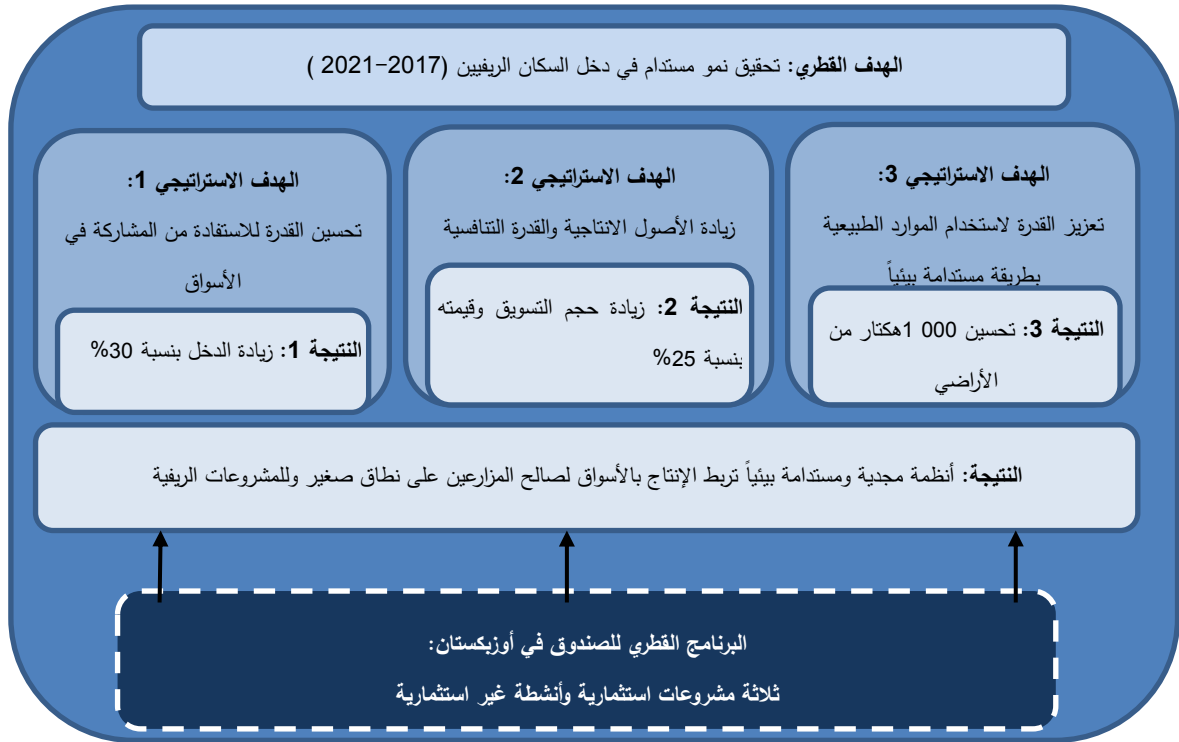 الهدف القطري: تحقيق نمو مستدام في دخل السكان الريفيين (2017-2021 )
الهدف الاستراتيجي 3:
تعزيز القدرة لاستخدام الموارد الطبيعية
بطريقة مستدامة بيئياً
النتيجة 3: تحسين 000 1هكتار من
الأراضي
الهدف الاستراتيجي 2:
زيادة الأصول الانتاجية والقدرة التنافسية
النتيجة 2: زيادة حجم التسويق وقيمته
بنسبة 25%
الهدف الاستراتيجي 1:
تحسين القدرة للاستفادة من المشاركة في
الأسواق
النتيجة 1: زيادة الدخل بنسبة 30%
النتيجة: أنظمة مجدية ومستدامة بيئياً تربط الإنتاج بالأسواق لصالح المزارعين على نطاق صغير وللمشروعات الريفية
البرنامج القطري للصندوق في أوزبكستان:
ثلاثة مشروعات استثمارية وأنشطة غير استثمارية